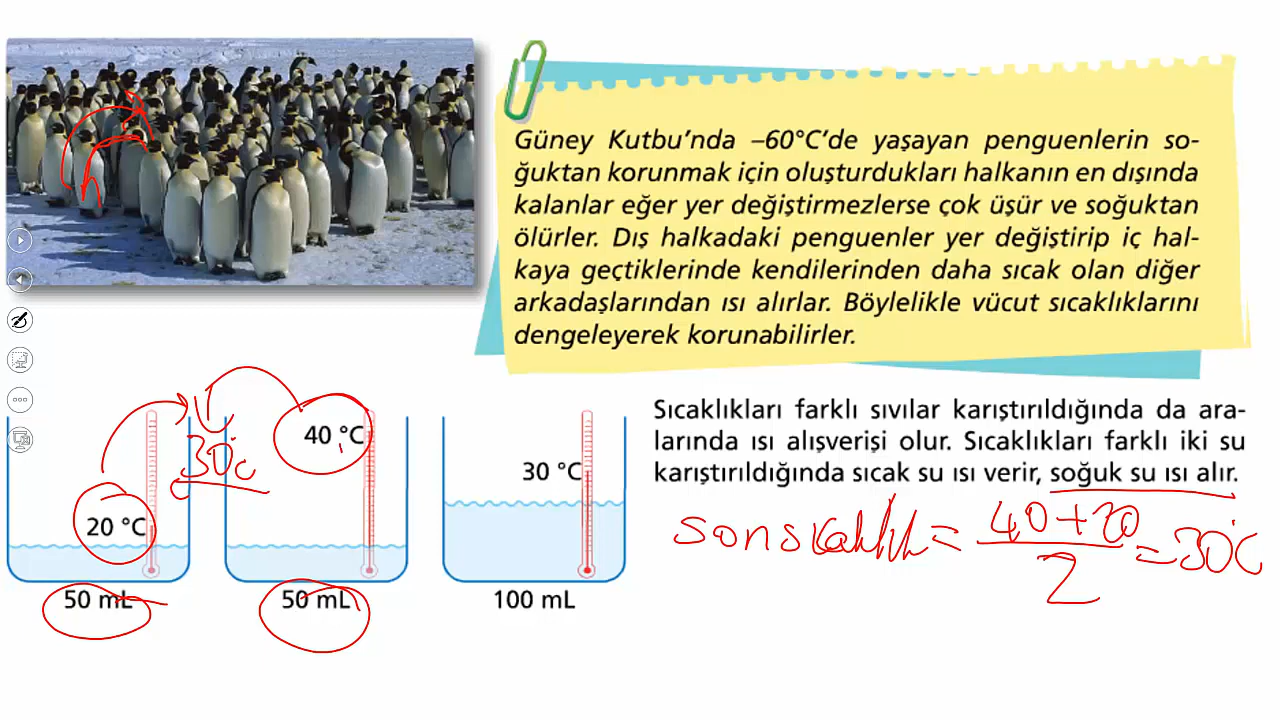 Güney Kutbu'nda –60°C'de yaşayan penguenlerin so-
ğuktan korunmak için oluşturdukları halkanın en dışında
kalanlar eğer yer değiştirmezlerse çok üşür ve soğuktan
ölürler. Dış halkadaki penguenler yer değiştirip iç hal-
kaya geçtiklerinde kendilerinden daha sıcak olan diğer
arkadaşlarından ısı alırlar. Böylelikle vücut sıcaklıklarını
dengeleyerek korunabilirler.
20 °C
50 mL
30°C
40 °C
50 mL
30 °C
100 mL
Sıcaklıkları farklı sıvılar karıştırıldığında da ara-
larında ısı alışverişi olur. Sıcaklıkları farklı iki su
karıştırıldığında sıcak su ısı verir, soğuk su ısı alır.
son sıcaklık = 40+20
= 30°C
2